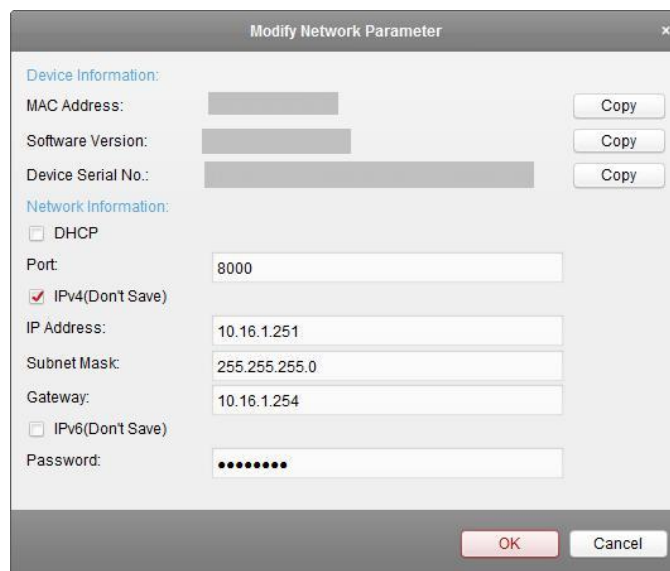 Modify Network Parameter ×
Device Information:
MAC Address: Copy
Software Version: Copy
Device Serial No.: Copy
Network Information:
DHCP
Port: 8000
IPv4(Don't Save)
IP Address: 10.16.1.251
Subnet Mask: 255.255.255.0
Gateway: 10.16.1.254
IPv6(Don't Save)
Password: ●●●●●●●●
OK Cancel